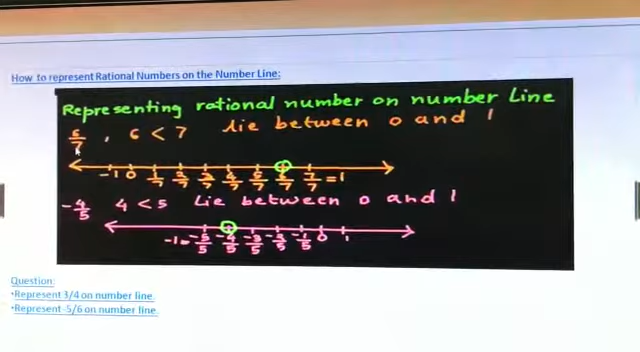 How to represent Rational Numbers on the Number Line:
Representing rational number on number Line
6/7 , 6 < 7 lie between 0 and 1
-1 0 1/7 2/7 3/7 4/7 5/7 6/7 7/7 = 1
-4/5 4 < 5 Lie between 0 and 1
-1 = -5/5 -4/5 -3/5 -2/5 -1/5 0 1
Question:
•Represent 3/4 on number line.
•Represent -5/6 on number line.